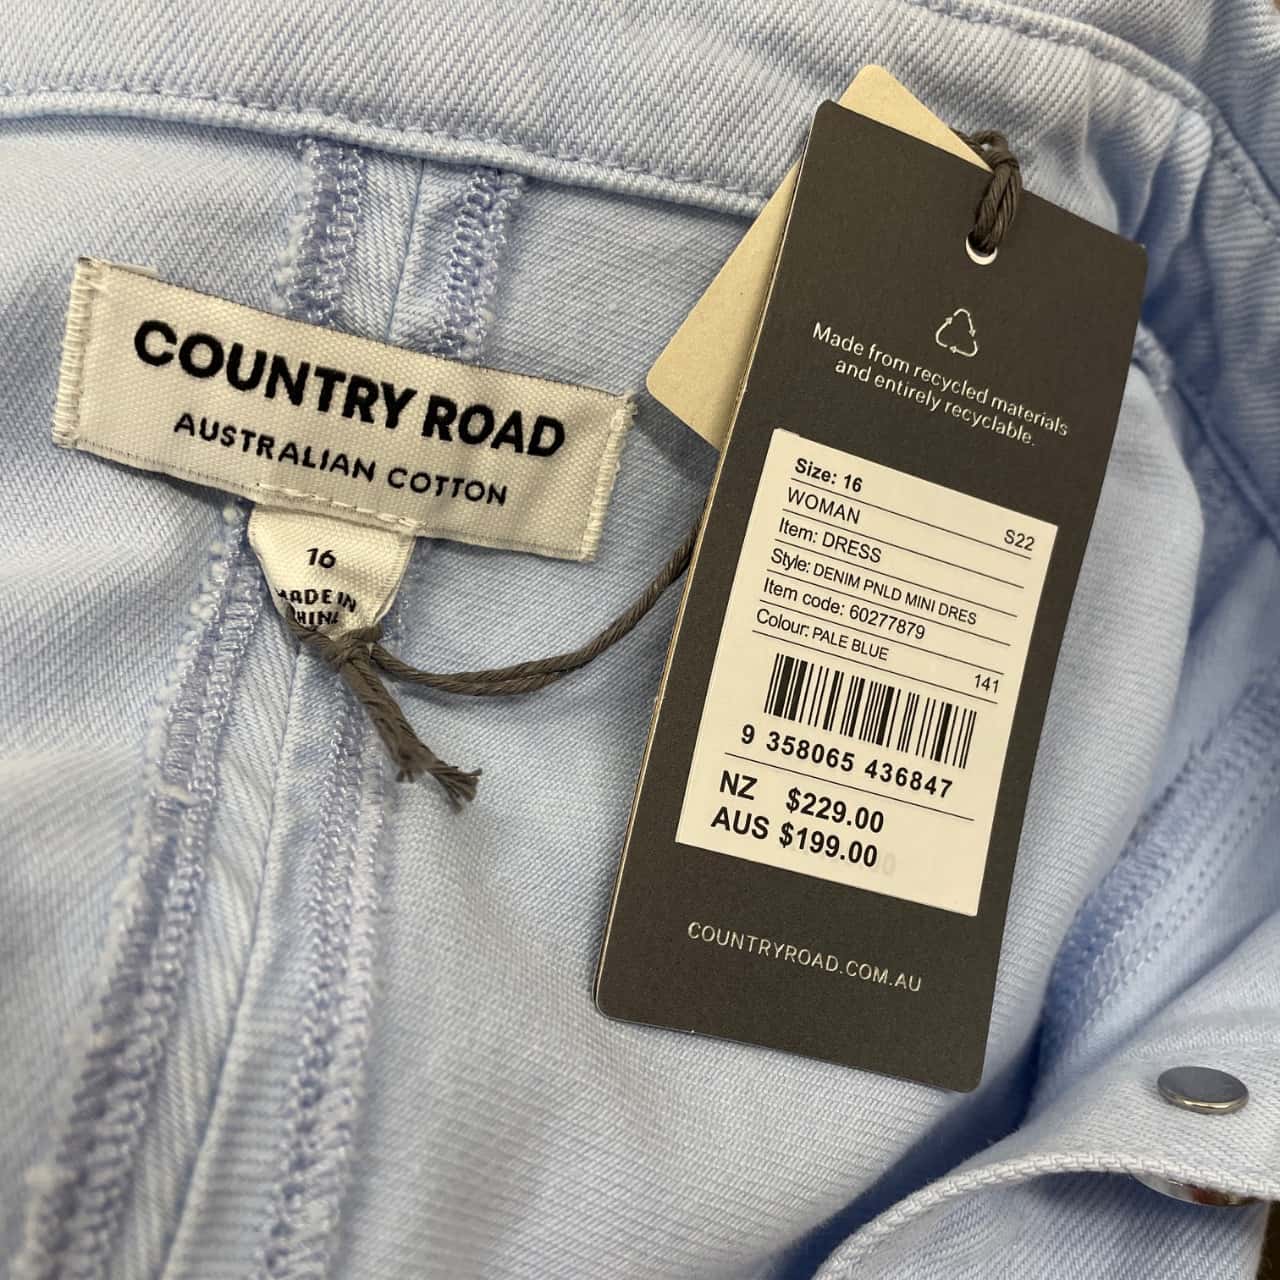 COUNTRY ROAD
AUSTRALIAN COTTON
16
MADE IN
CHINA
Made from recycled materials
and entirely recyclable.
Size: 16
WOMAN S22
Item: DRESS
Style: DENIM PNLD MINI DRES
Item code: 60277879
Colour: PALE BLUE
141
9 358065 436847
NZ $229.00
AUS $199.00
COUNTRYROAD.COM.AU